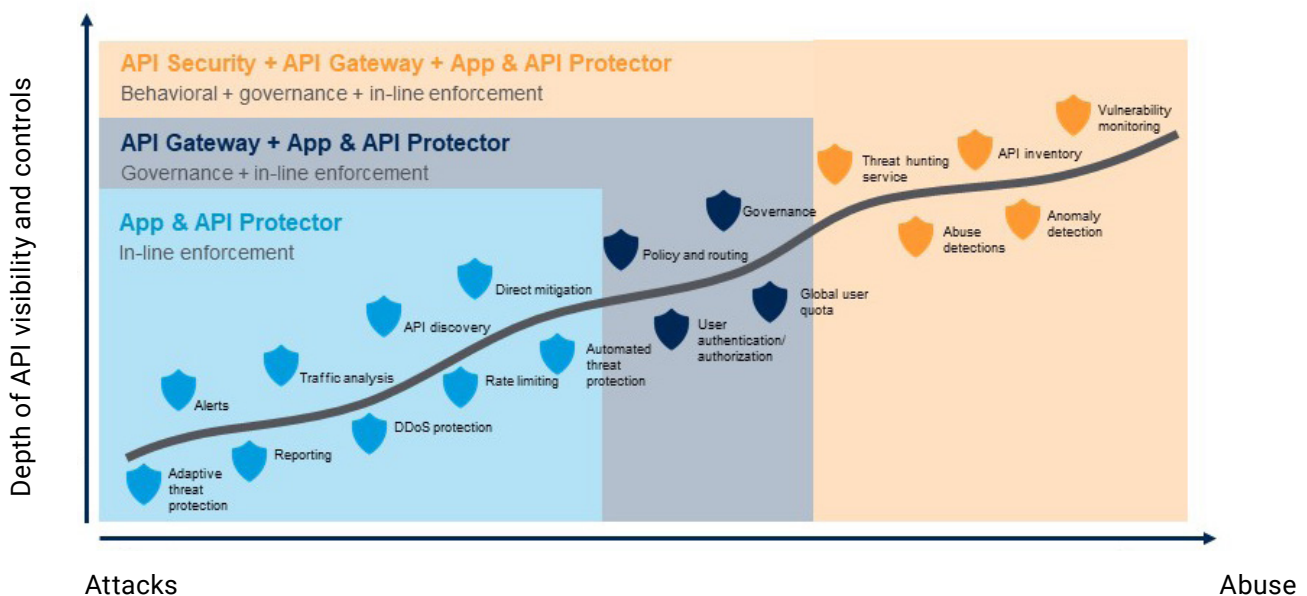 Depth of API visibility and controls
API Security + API Gateway + App & API Protector
Behavioral + governance + in-line enforcement
API Gateway + App & API Protector
Governance + in-line enforcement
App & API Protector
In-line enforcement
Adaptive
threat
protection
Alerts
Reporting
Traffic analysis
DDoS protection
API discovery
Rate limiting
Direct mitigation
Automated
threat
protection
Policy and routing
User
authentication/
authorization
Governance
Global user
quota
Threat hunting
service
Abuse
detections
API inventory
Anomaly
detection
Vulnerability
monitoring
Attacks
Abuse